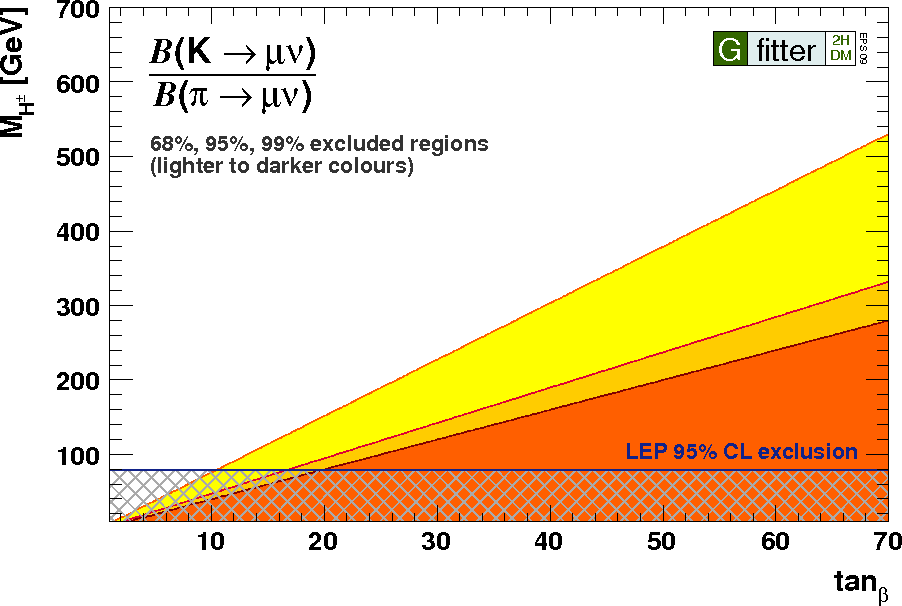 700
600
500
400
300
200
100
M_H± [GeV]
B(K → μν)
B(π → μν)
68%, 95%, 99% excluded regions
(lighter to darker colours)
G fitter 2H DM EPS 09
LEP 95% CL exclusion
10 20 30 40 50 60 70
tanβ